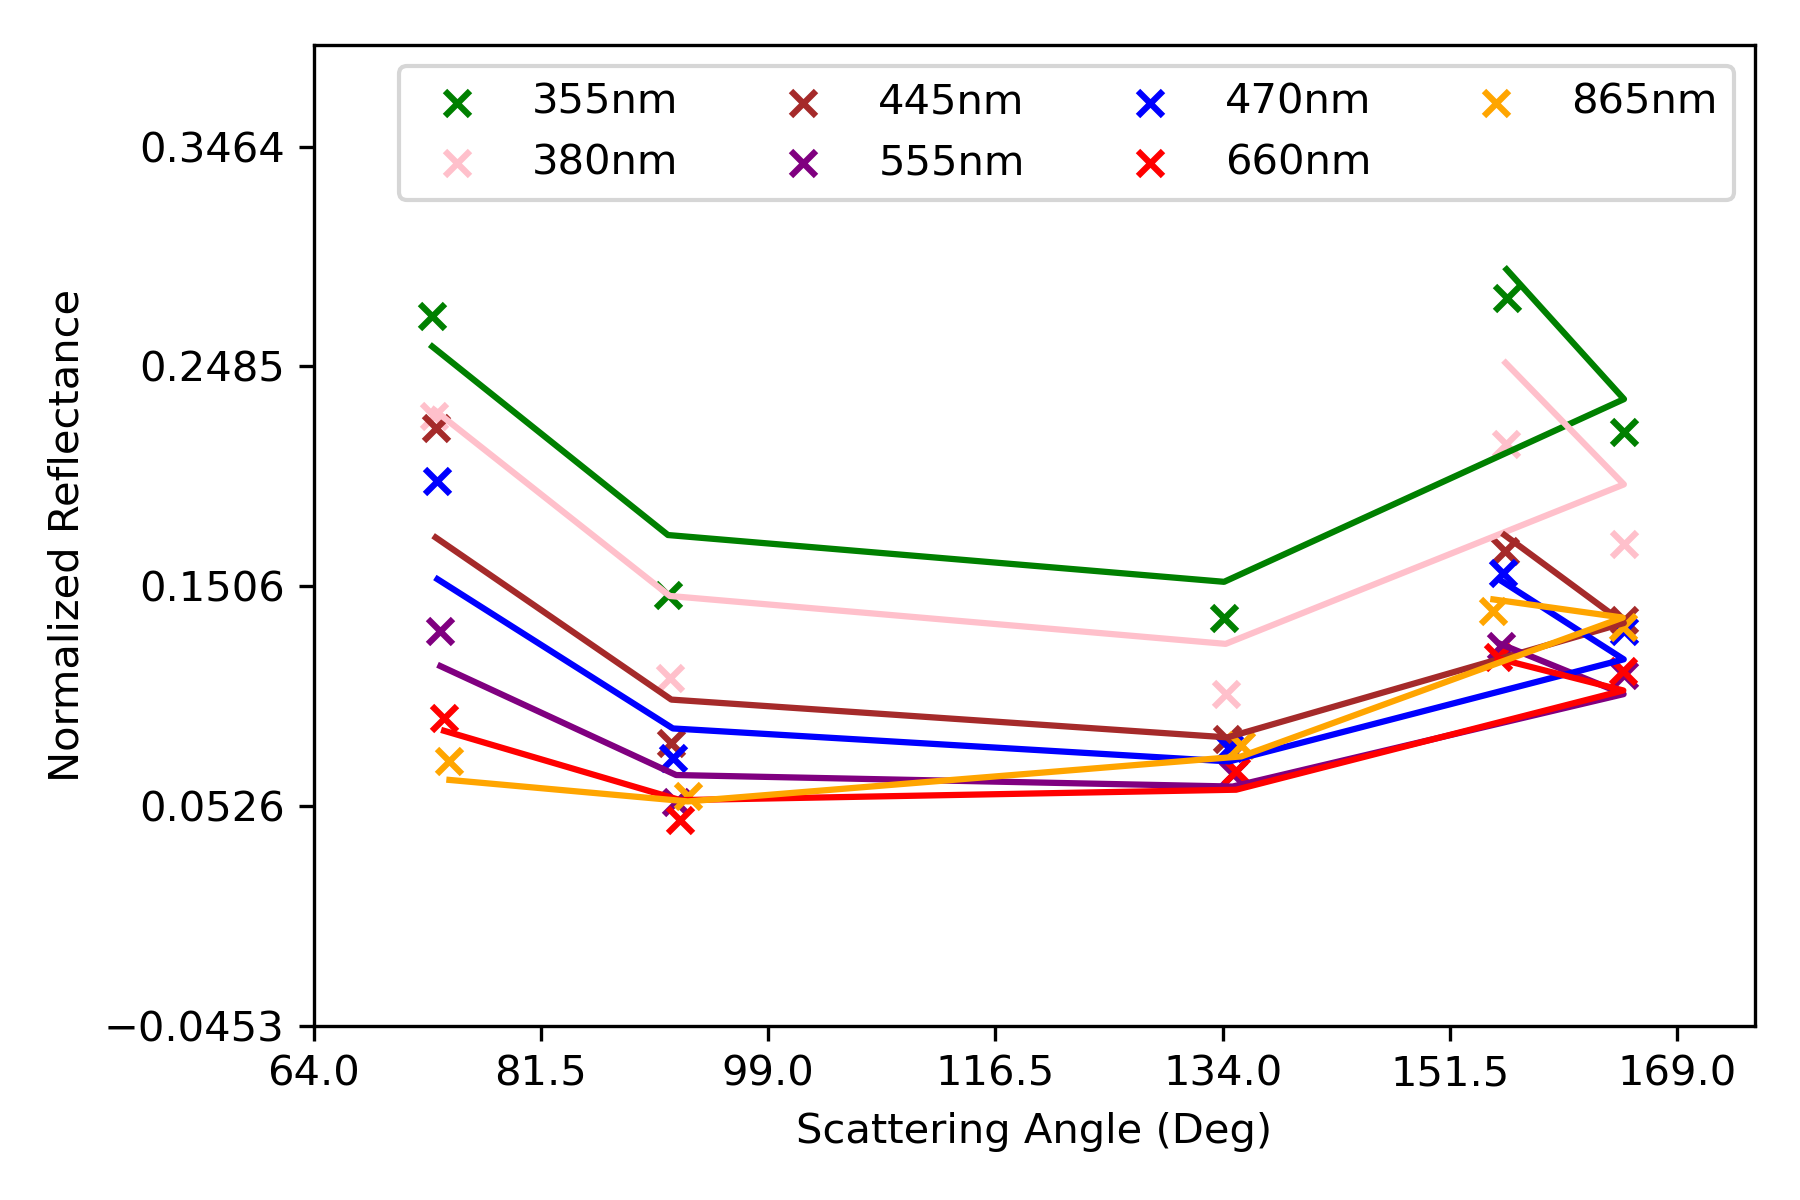 355nm 445nm 470nm 865nm
380nm 555nm 660nm
Normalized Reflectance
0.3464
0.2485
0.1506
0.0526
−0.0453
64.0 81.5 99.0 116.5 134.0 151.5 169.0
Scattering Angle (Deg)